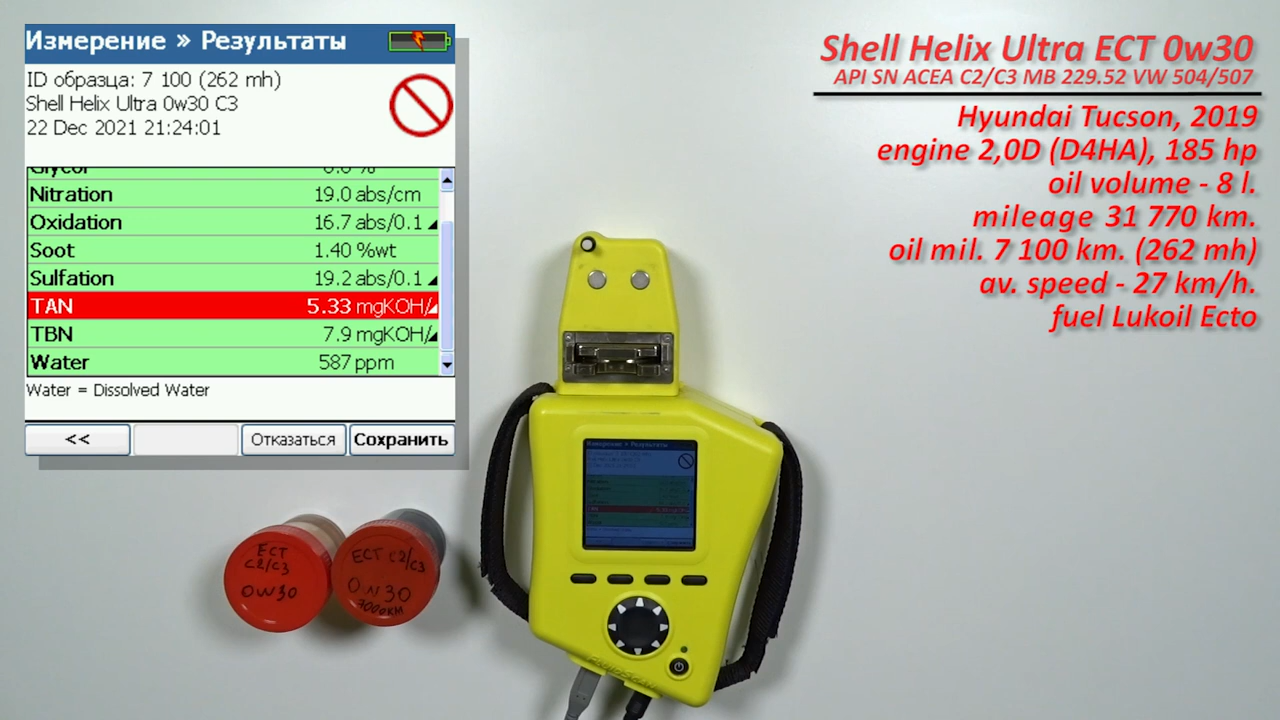 Измерение » Результаты
ID образца: 7 100 (262 mh)
Shell Helix Ultra 0w30 C3
22 Dec 2021 21:24:01
Nitration 19.0 abs/cm
Oxidation 16.7 abs/0.1
Soot 1.40 %wt
Sulfation 19.2 abs/0.1
TAN 5.33 mgKOH/
TBN 7.9 mgKOH/
Water 587 ppm
Water = Dissolved Water
<< Отказаться Сохранить
Shell Helix Ultra ECT 0w30
API SN ACEA C2/C3 MB 229.52 VW 504/507
Hyundai Tucson, 2019
engine 2,0D (D4HA), 185 hp
oil volume - 8 l.
mileage 31 770 km.
oil mil. 7 100 km. (262 mh)
av. speed - 27 km/h.
fuel Lukoil Ecto
Измерение » Результаты
ECT
C2/C3
0W30
ECT C2/C3
0W30
7000KM